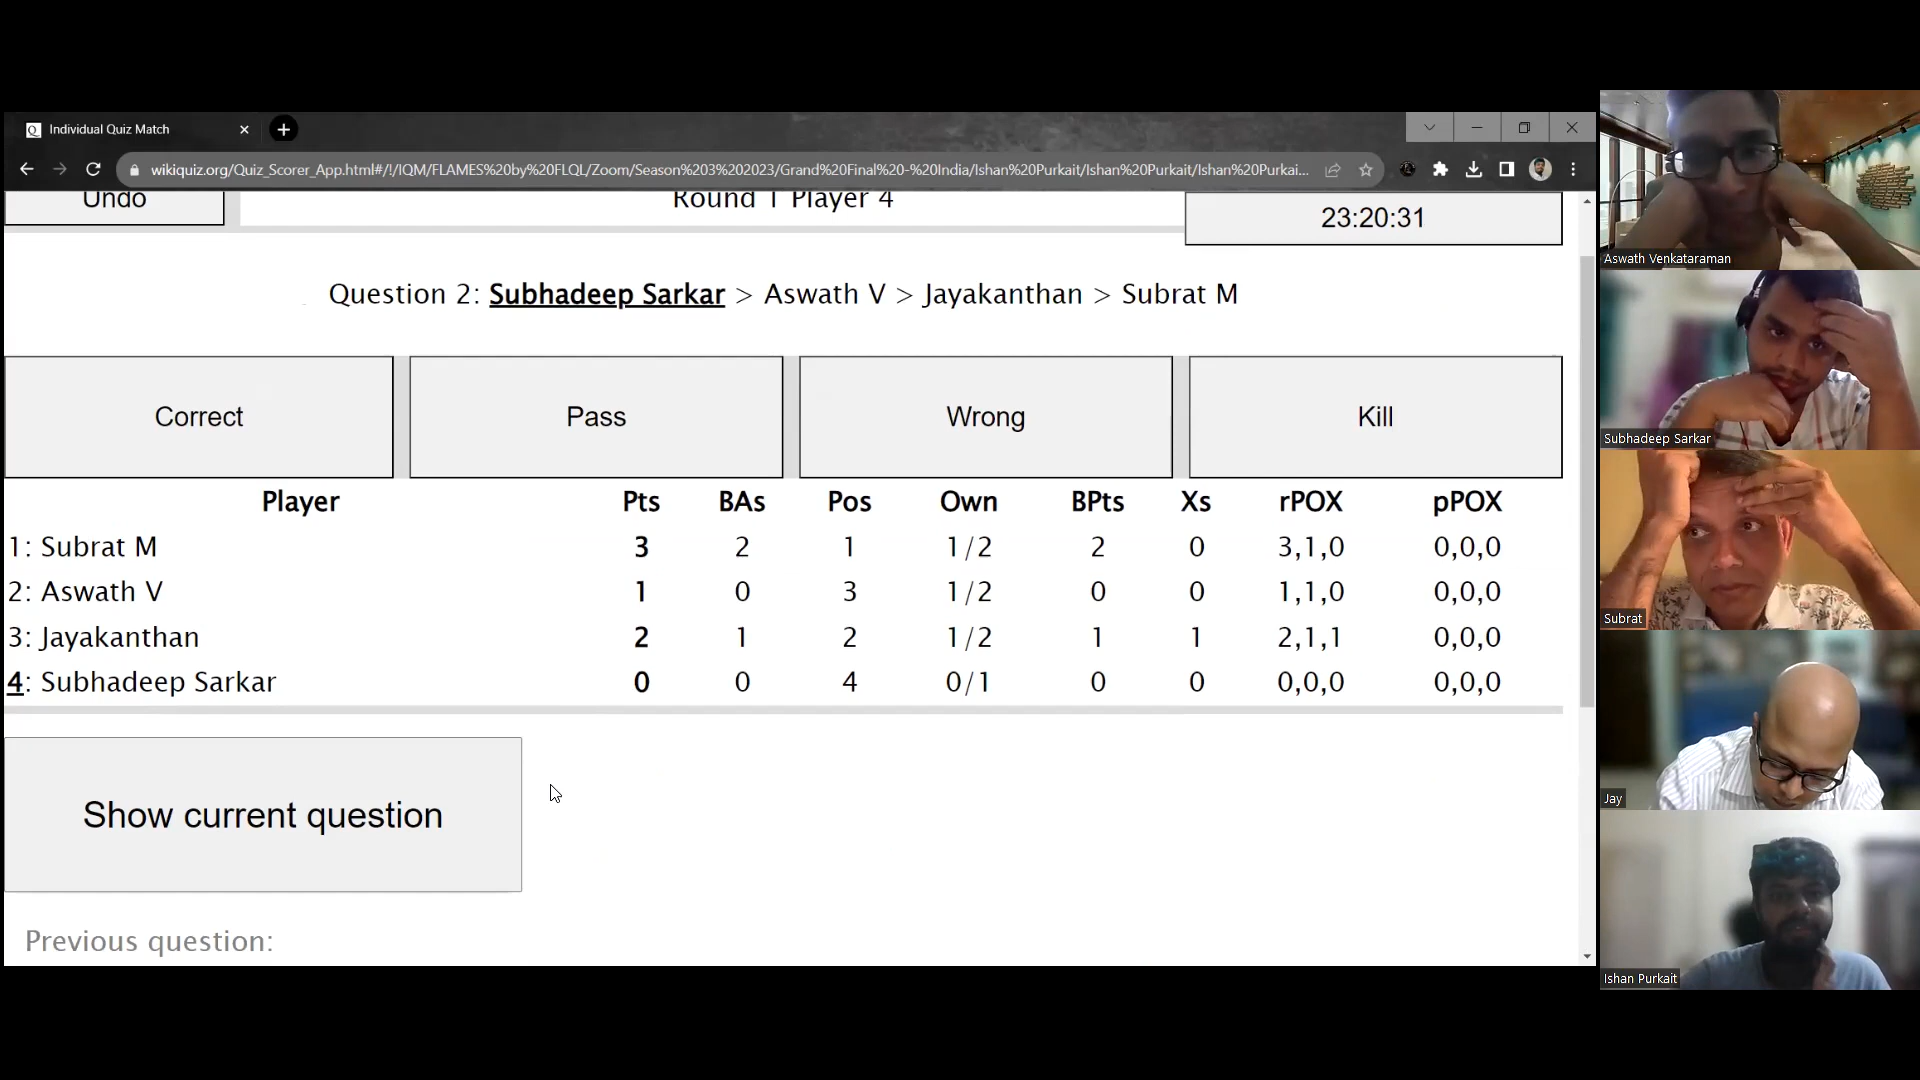 Individual Quiz Match
wikiquiz.org/Quiz_Scorer_App.html#/!/IQM/FLAMES%20by%20FLQL/Zoom/Season%203%202023/Grand%20Final%20-%20India/Ishan%20Purkait/Ishan%20Purkait/Ishan%20Purkai...
Undo
Round 1 Player 4
23:20:31
Question 2: Subhadeep Sarkar > Aswath V > Jayakanthan > Subrat M
Correct Pass Wrong Kill
Player Pts BAs Pos Own BPts Xs rPOX pPOX
1: Subrat M 3 2 1 1/2 2 0 3,1,0 0,0,0
2: Aswath V 1 0 3 1/2 0 0 1,1,0 0,0,0
3: Jayakanthan 2 1 2 1/2 1 1 2,1,1 0,0,0
4: Subhadeep Sarkar 0 0 4 0/1 0 0 0,0,0 0,0,0
Show current question
Previous question:
Aswath Venkataraman
Subhadeep Sarkar
Subrat
Jay
Ishan Purkait